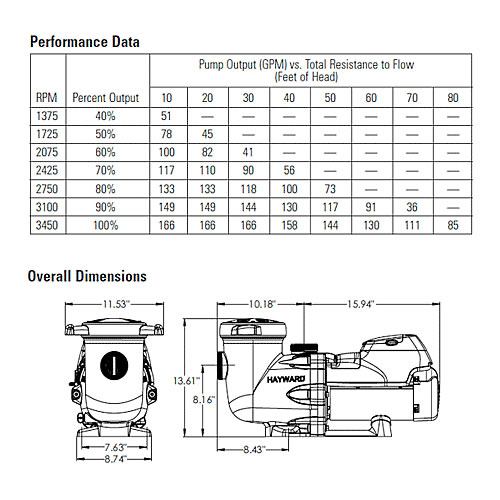 Performance Data
Pump Output (GPM) vs. Total Resistance to Flow
(Feet of Head)
RPM Percent Output 10 20 30 40 50 60 70 80
1375 40% 51 — — — — — — —
1725 50% 78 45 — — — — — —
2075 60% 100 82 41 — — — — —
2425 70% 117 110 90 56 — — — —
2750 80% 133 133 118 100 73 — — —
3100 90% 149 149 144 130 117 91 36 —
3450 100% 166 166 166 158 144 130 111 85
Overall Dimensions
11.53" 10.18" 15.94"
HAYWARD
13.61"
8.16"
7.63" 8.43"
8.74"